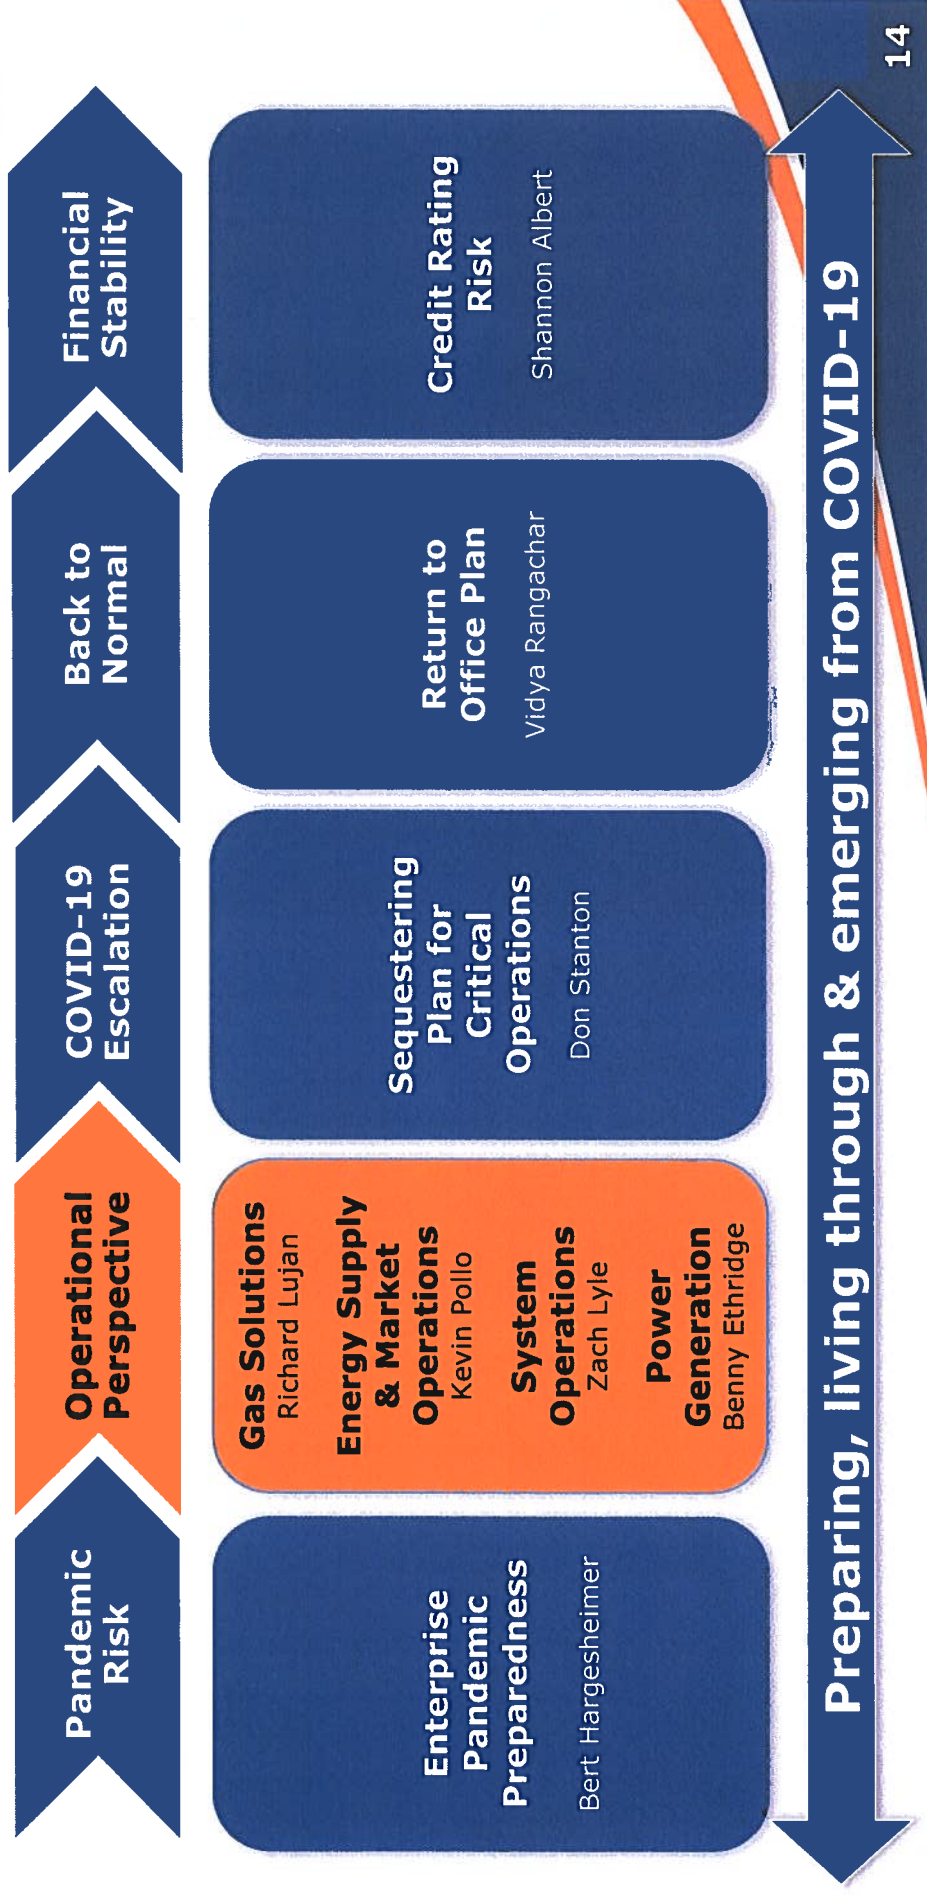 Pandemic
Risk
Operational
Perspective
COVID-19
Escalation
Back to
Normal
Financial
Stability
Enterprise
Pandemic
Preparedness
Bert Hargesheimer
Gas Solutions
Richard Lujan
Energy Supply
& Market
Operations
Kevin Pollo
System
Operations
Zach Lyle
Power
Generation
Benny Ethridge
Sequestering
Plan for
Critical
Operations
Don Stanton
Return to
Office Plan
Vidya Rangachar
Credit Rating
Risk
Shannon Albert
Preparing, living through & emerging from COVID-19
14